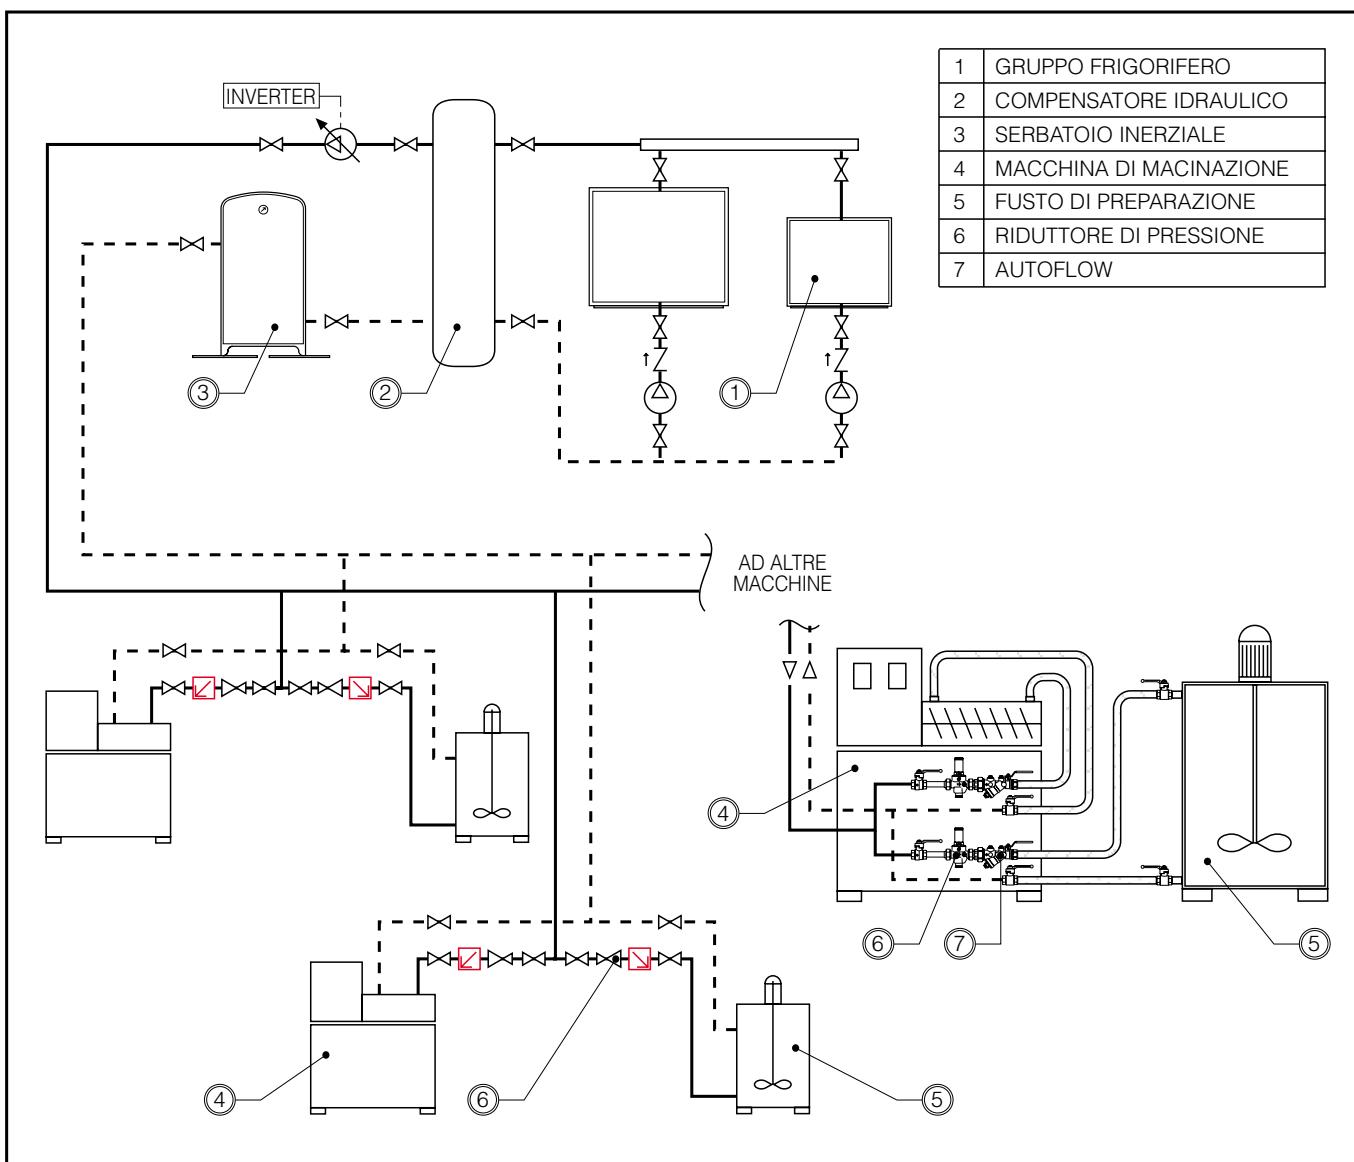 INVERTER
1 GRUPPO FRIGORIFERO
2 COMPENSATORE IDRAULICO
3 SERBATOIO INERZIALE
4 MACCHINA DI MACINAZIONE
5 FUSTO DI PREPARAZIONE
6 RIDUTTORE DI PRESSIONE
7 AUTOFLOW
3
2
1
AD ALTRE
MACCHINE
4
6
7
5
4
6
5